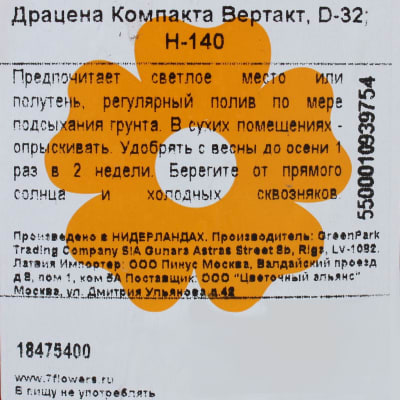 Драцена Компакта Вертакт, D-32;
H-140
Предпочитает светлое место или
полутень, регулярный полив по мере
подсыхания грунта. В сухих помещениях -
опрыскивать. Удобрять с весны до осени 1
раз в 2 недели. Берегите от прямого
солнца и холодных сквозняков.
5500010939754
Произведено в НИДЕРЛАНДАХ. Производитель: GreenPark
Trading Company SIA Gunara Astras Street 8b, Riga, LV-1082.
Латвия Импортер: ООО Пинус Москва, Валдайский проезд
д.8, пом 1, ком 5А Поставщик: ООО "Цветочный альянс"
Москва, ул. Дмитрия Ульянова д.42
18475400
www.7flowers.ru
В пищу не употреблять